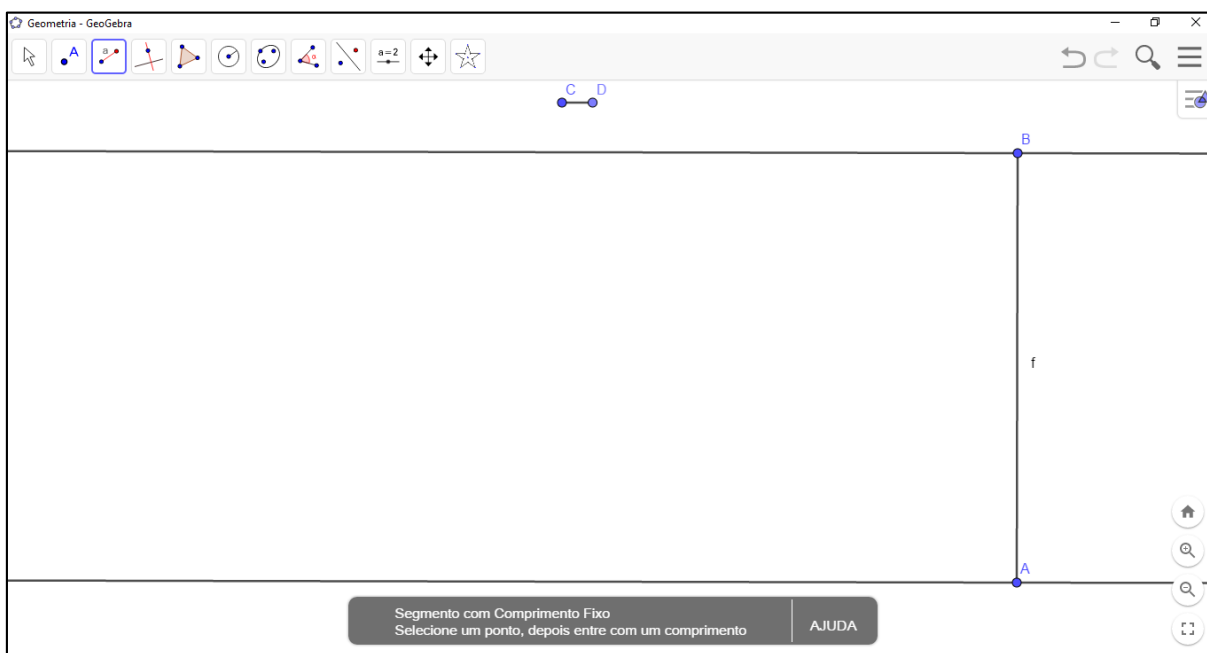 Geometria - GeoGebra
A
a
α
a=2
C D
B
f
A
Segmento com Comprimento Fixo
Selecione um ponto, depois entre com um comprimento
AJUDA